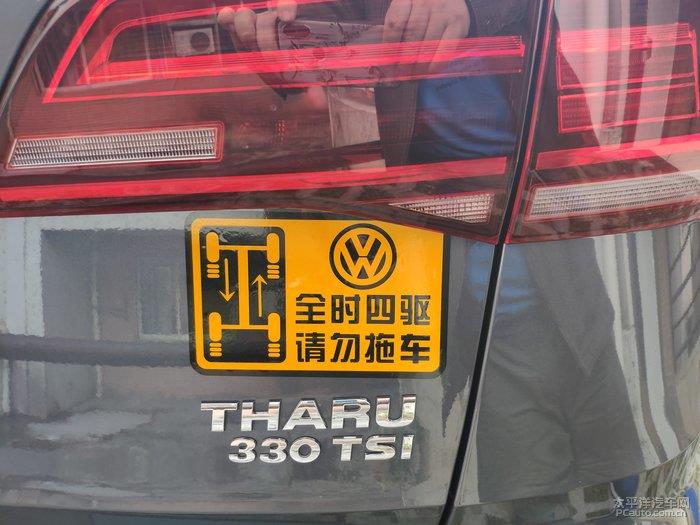 全时四驱
请勿拖车
THARU
330 TSI
太平洋汽车网
PCauto.com.cn